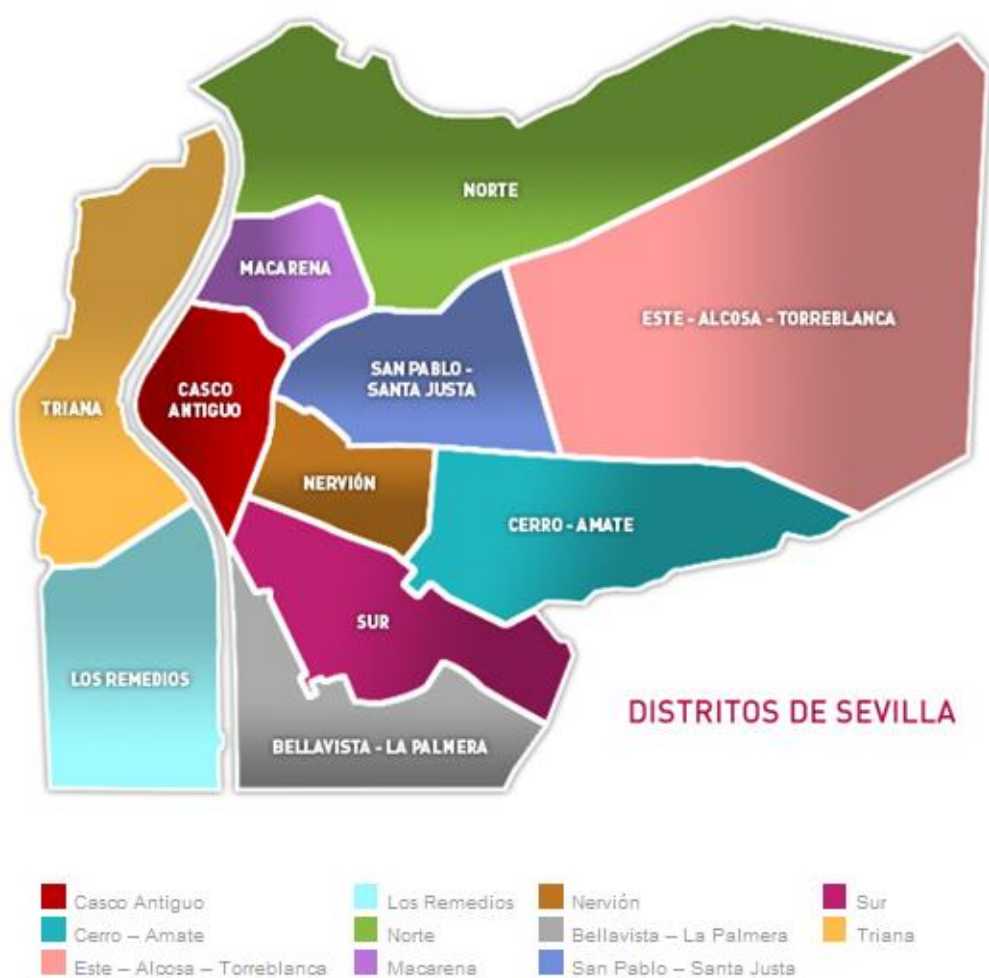 NORTE
MACARENA
ESTE - ALCOSA - TORREBLANCA
SAN PABLO -
SANTA JUSTA
CASCO
ANTIGUO
TRIANA
NERVIÓN
CERRO - AMATE
SUR
LOS REMEDIOS
DISTRITOS DE SEVILLA
BELLAVISTA - LA PALMERA
Casco Antiguo
Los Remedios
Nervión
Sur
Cerro – Amate
Norte
Bellavista – La Palmera
Triana
Este – Alcosa – Torreblanca
Macarena
San Pablo – Santa Justa